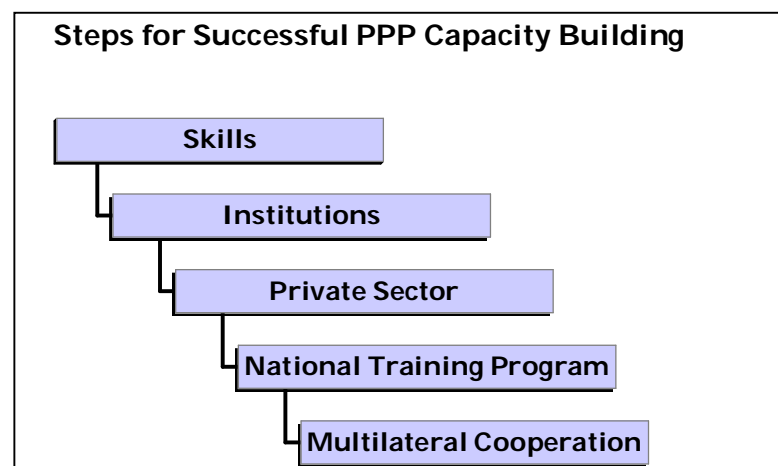 Steps for Successful PPP Capacity Building
Skills
Institutions
Private Sector
National Training Program
Multilateral Cooperation